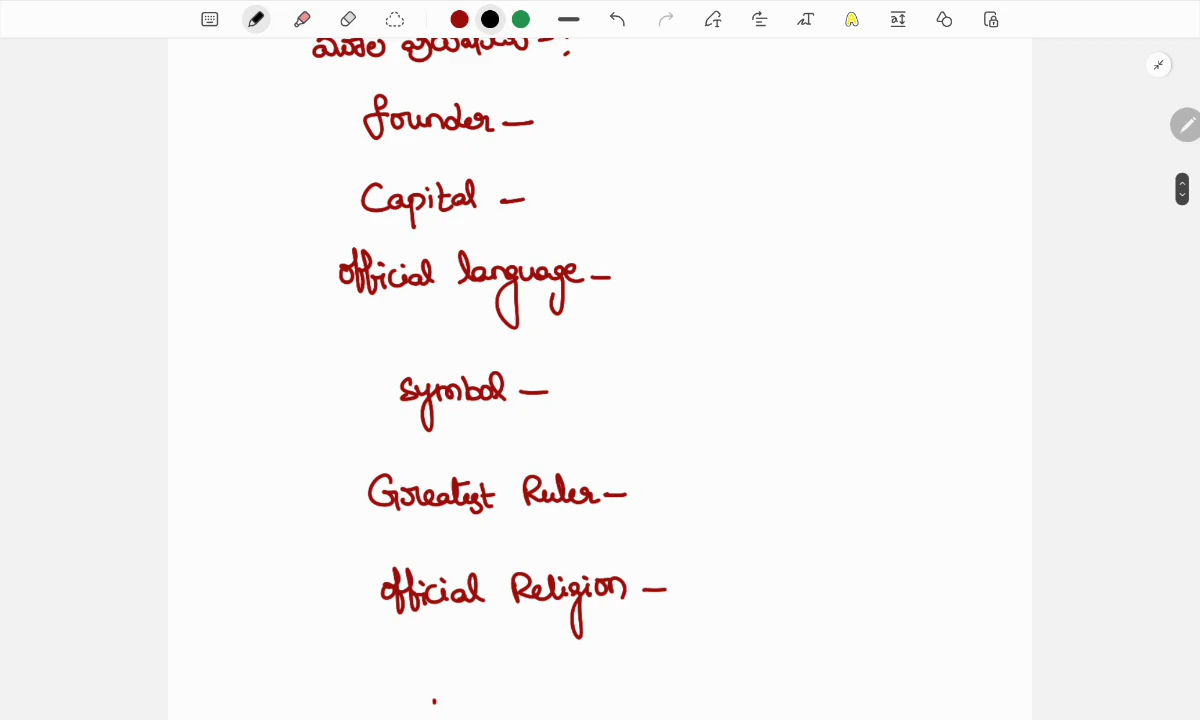 founder –
Capital –
official language –
symbol –
Greatest Ruler –
official Religion –